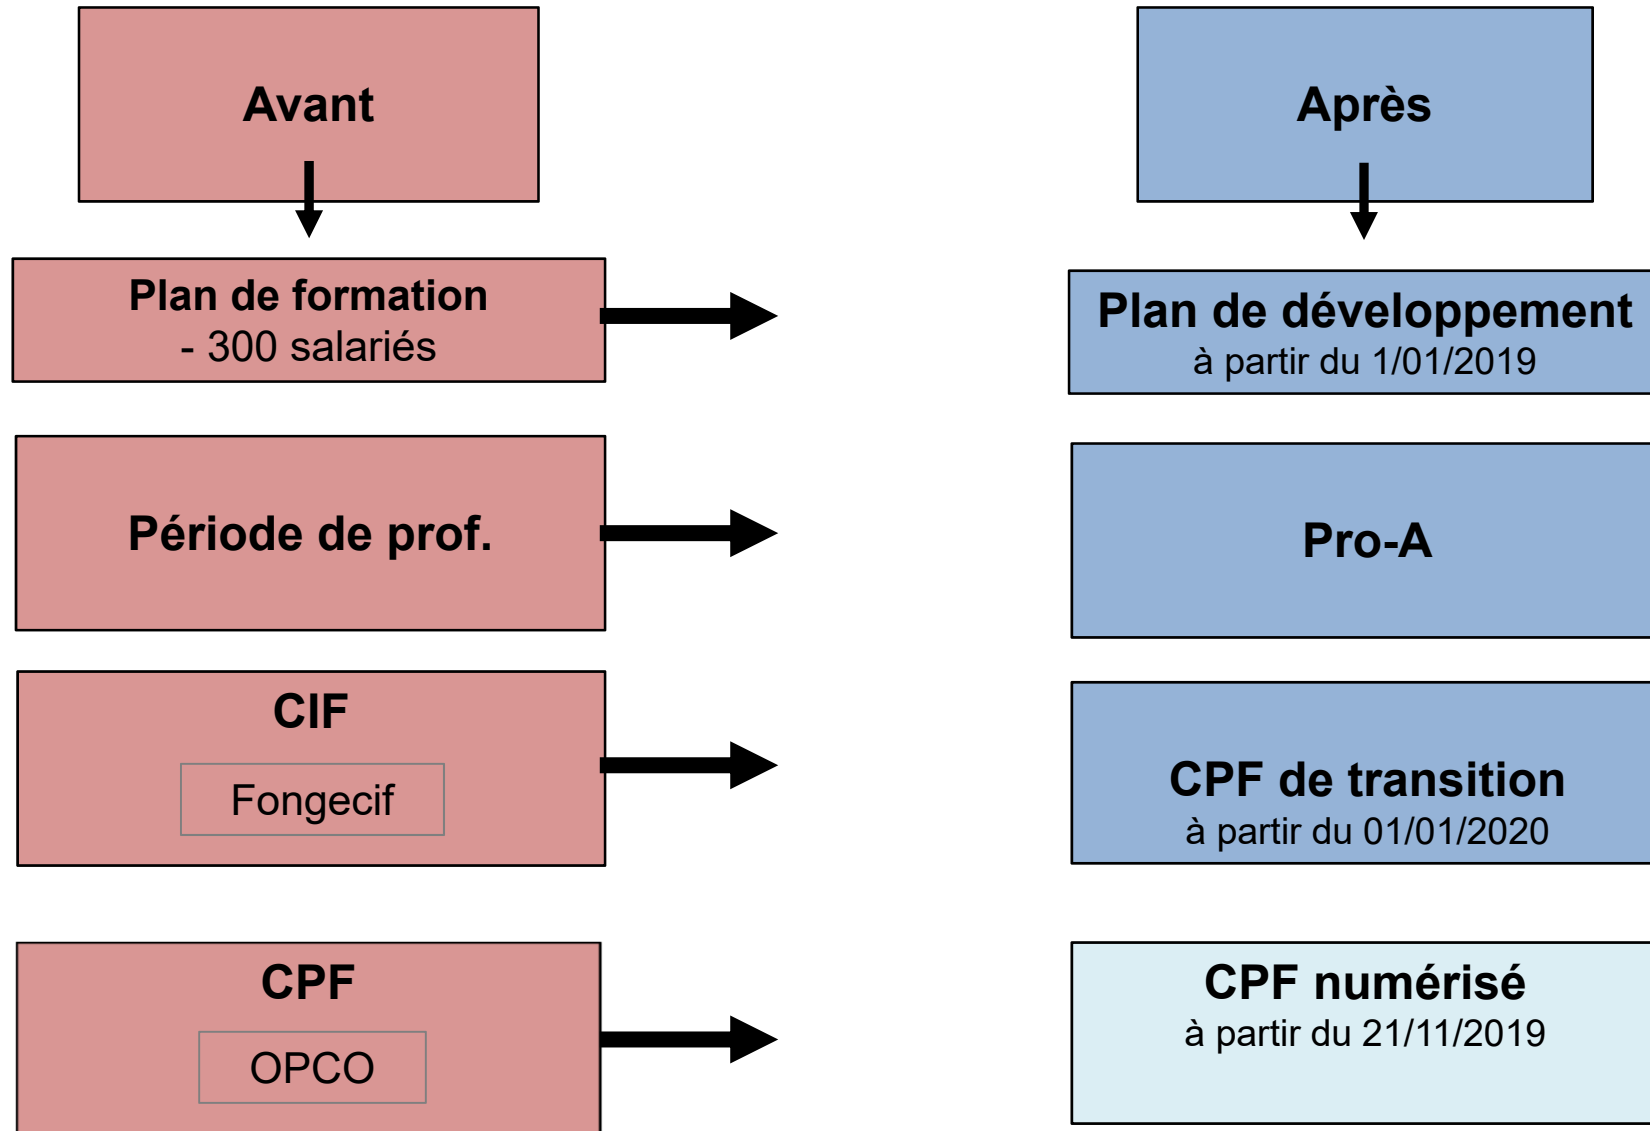 Avant
Après
Plan de formation
- 300 salariés
Plan de développement
à partir du 1/01/2019
Période de prof.
Pro-A
CIF
Fongecif
CPF de transition
à partir du 01/01/2020
CPF
OPCO
CPF numérisé
à partir du 21/11/2019